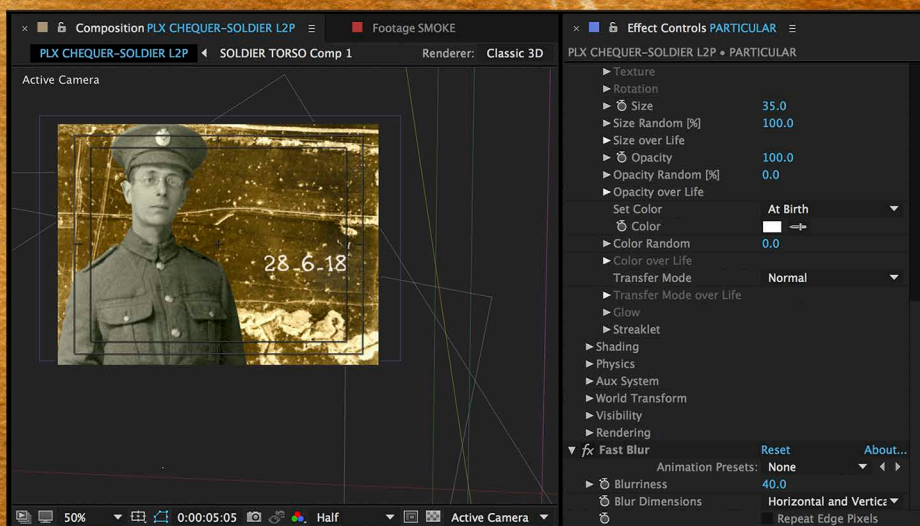 × Composition PLX CHEQUER-SOLDIER L2P ≡
Footage SMOKE
PLX CHEQUER-SOLDIER L2P ◀ SOLDIER TORSO Comp 1
Renderer: Classic 3D
Active Camera
28_6_18
50%
0:00:05:05
Half
Active Camera
× Effect Controls PARTICULAR ≡
PLX CHEQUER-SOLDIER L2P • PARTICULAR
Texture
Rotation
Size 35.0
Size Random [%] 100.0
Size over Life
Opacity 100.0
Opacity Random [%] 0.0
Opacity over Life
Set Color At Birth
Color
Color Random 0.0
Color over Life
Transfer Mode Normal
Transfer Mode over Life
Glow
Streaklet
Shading
Physics
Aux System
World Transform
Visibility
Rendering
fx Fast Blur Reset About...
Animation Presets: None
Blurriness 40.0
Blur Dimensions Horizontal and Vertica
Repeat Edge Pixels